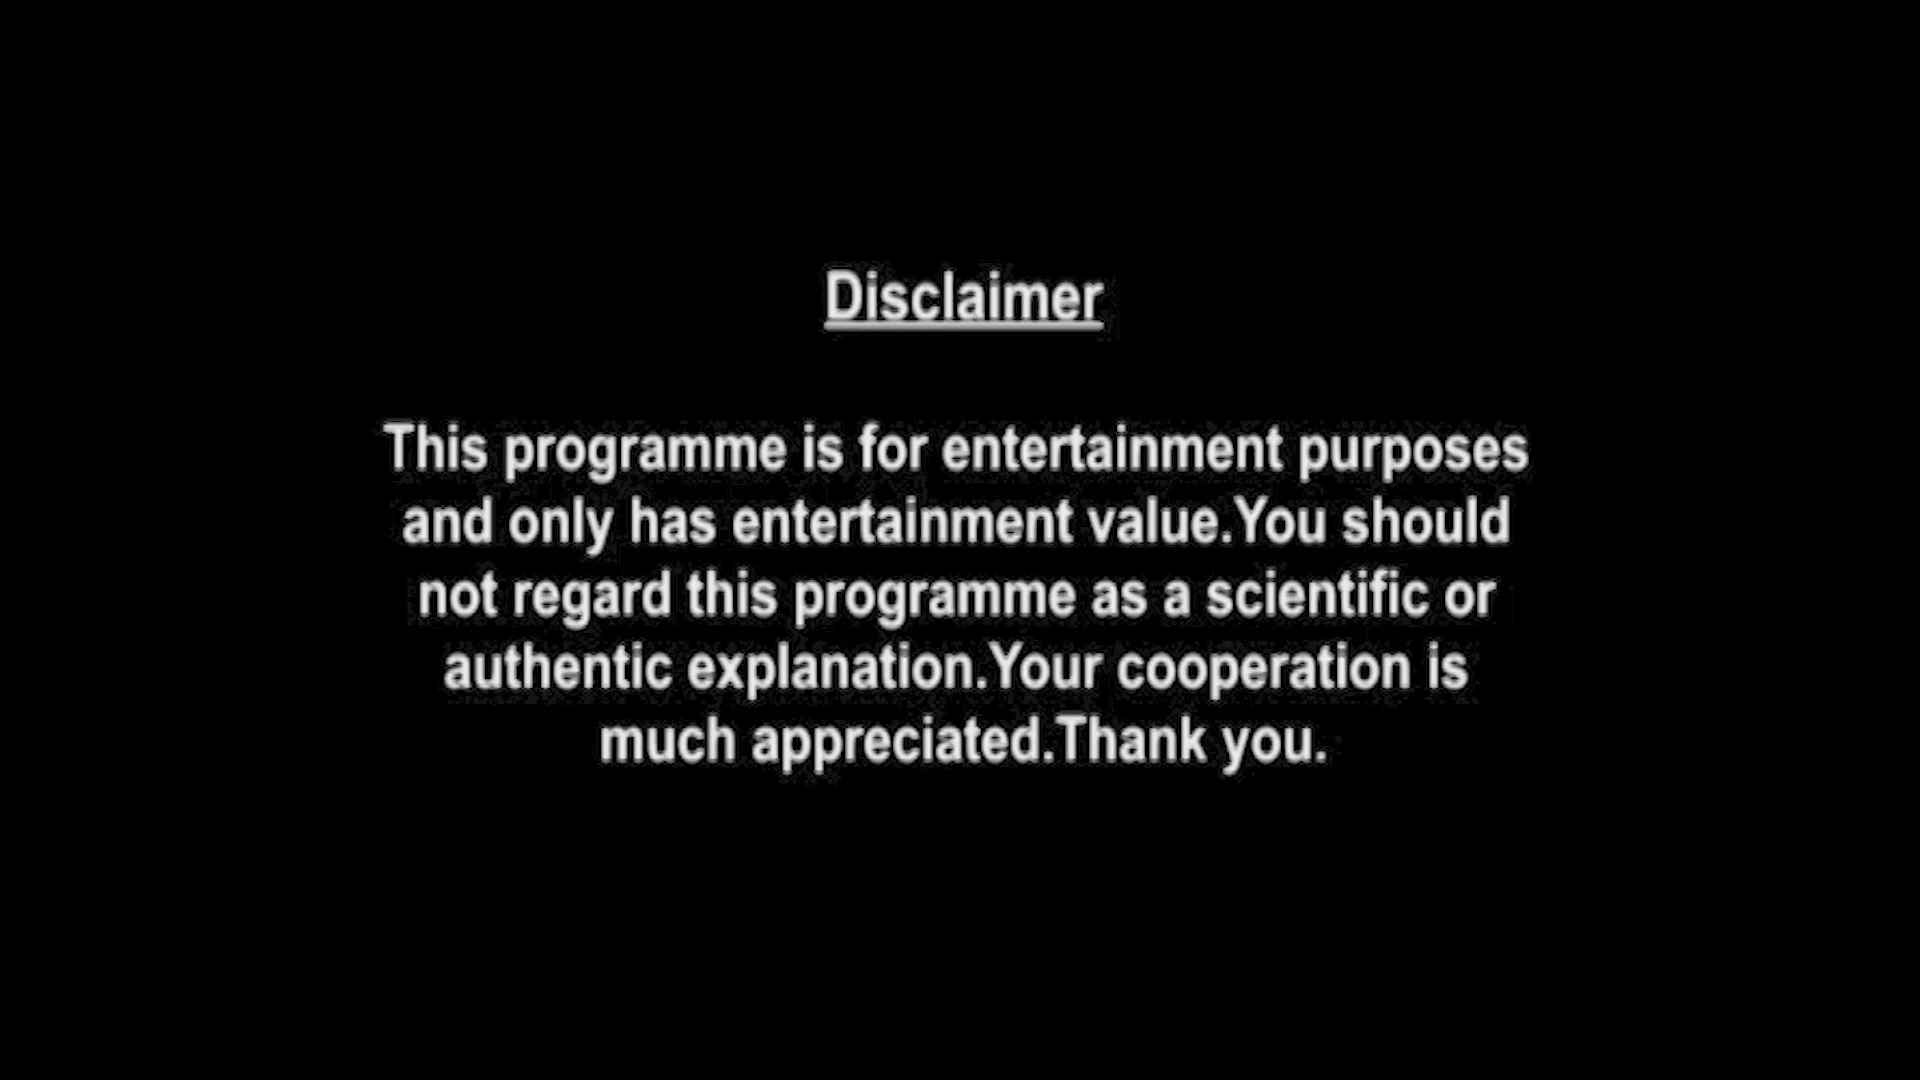 Disclaimer
This programme is for entertainment purposes
and only has entertainment value.You should
not regard this programme as a scientific or
authentic explanation.Your cooperation is
much appreciated.Thank you.